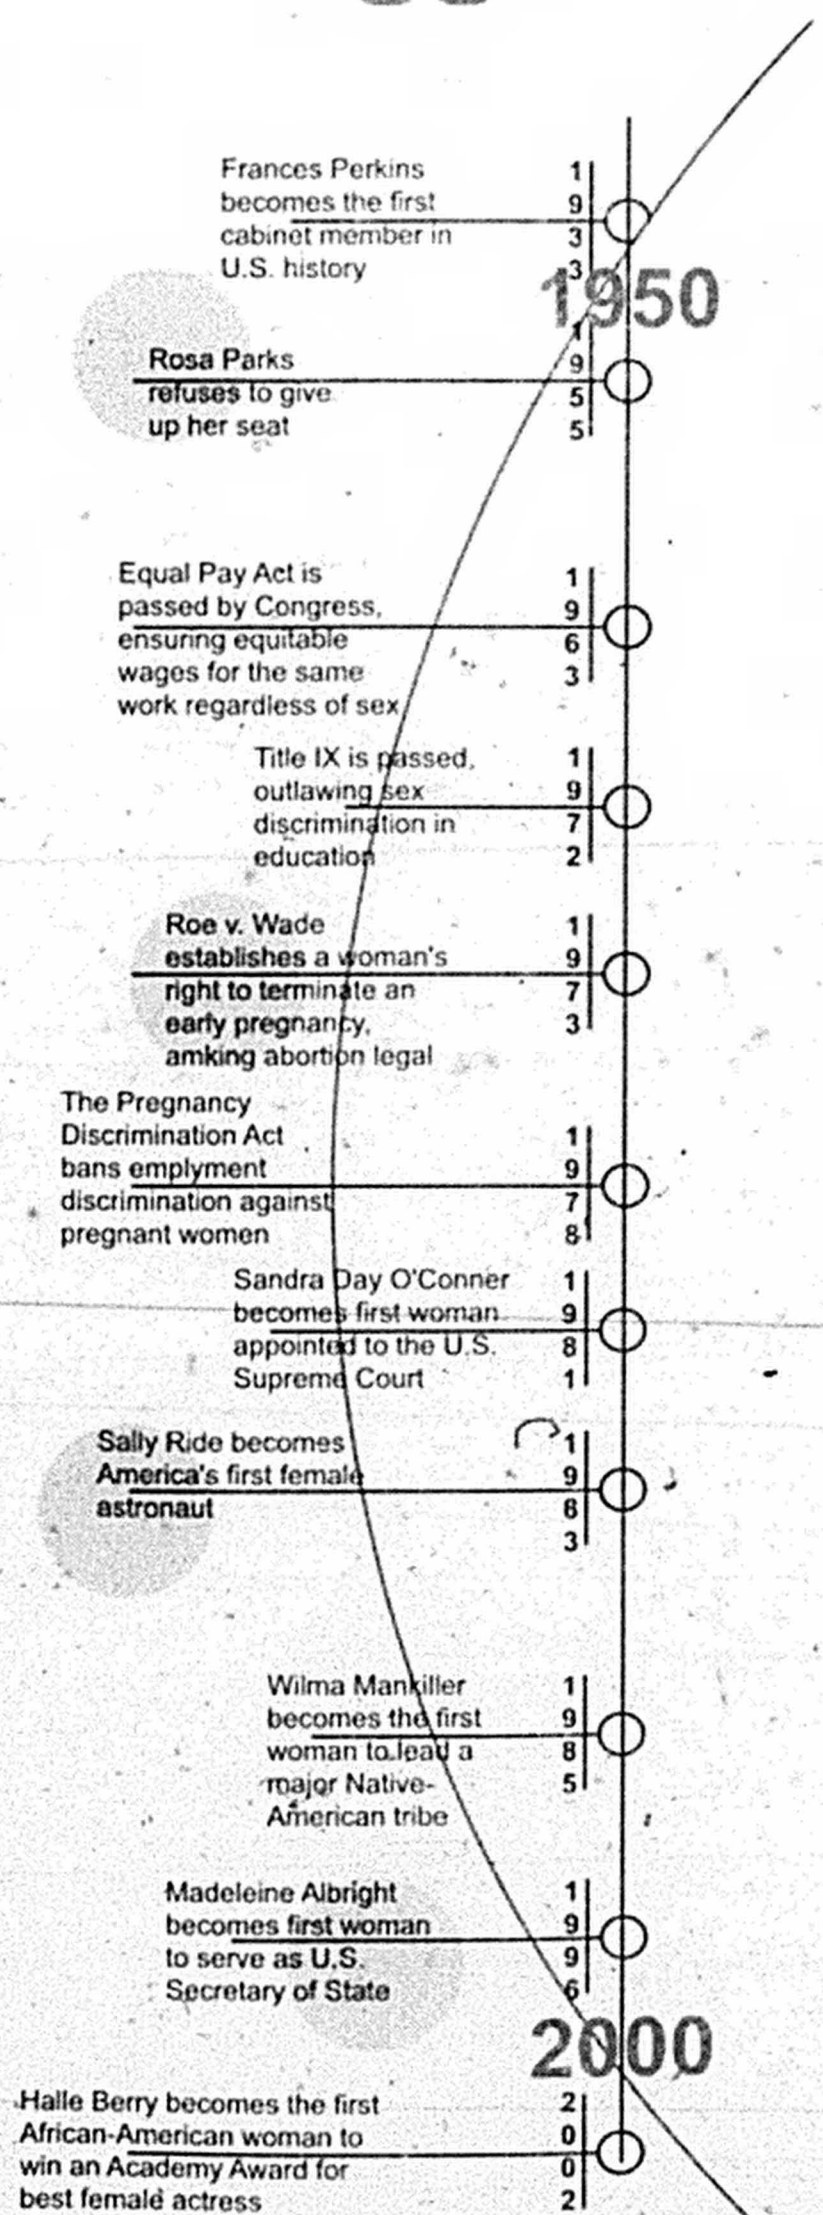 Frances Perkins
becomes the first
cabinet member in
U.S. history
1933
1950
Rosa Parks
refuses to give
up her seat
1955
Equal Pay Act is
passed by Congress,
ensuring equitable
wages for the same
work regardless of sex
1963
Title IX is passed,
outlawing sex
discrimination in
education
1972
Roe v. Wade
establishes a woman's
right to terminate an
early pregnancy,
amking abortion legal
1973
The Pregnancy
Discrimination Act
bans emplyment
discrimination against
pregnant women
1978
Sandra Day O'Conner
becomes first woman
appointed to the U.S.
Supreme Court
1981
Sally Ride becomes
America's first female
astronaut
1983
Wilma Mankiller
becomes the first
woman to lead a
major Native-
American tribe
1985
Madeleine Albright
becomes first woman
to serve as U.S.
Secretary of State
1996
2000
Halle Berry becomes the first
African-American woman to
win an Academy Award for
best female actress
2002